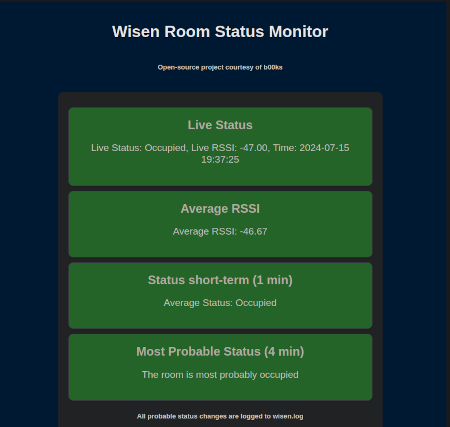 Wisen Room Status Monitor
Open-source project courtesy of b00ks
Live Status
Live Status: Occupied, Live RSSI: -47.00, Time: 2024-07-15
19:37:25
Average RSSI
Average RSSI: -46.67
Status short-term (1 min)
Average Status: Occupied
Most Probable Status (4 min)
The room is most probably occupied
All probable status changes are logged to wisen.log